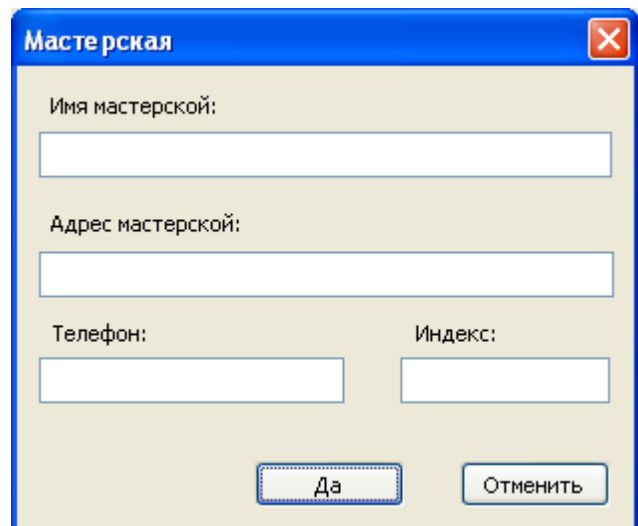 Мастерская
Имя мастерской:
Адрес мастерской:
Телефон: Индекс:
Да Отменить